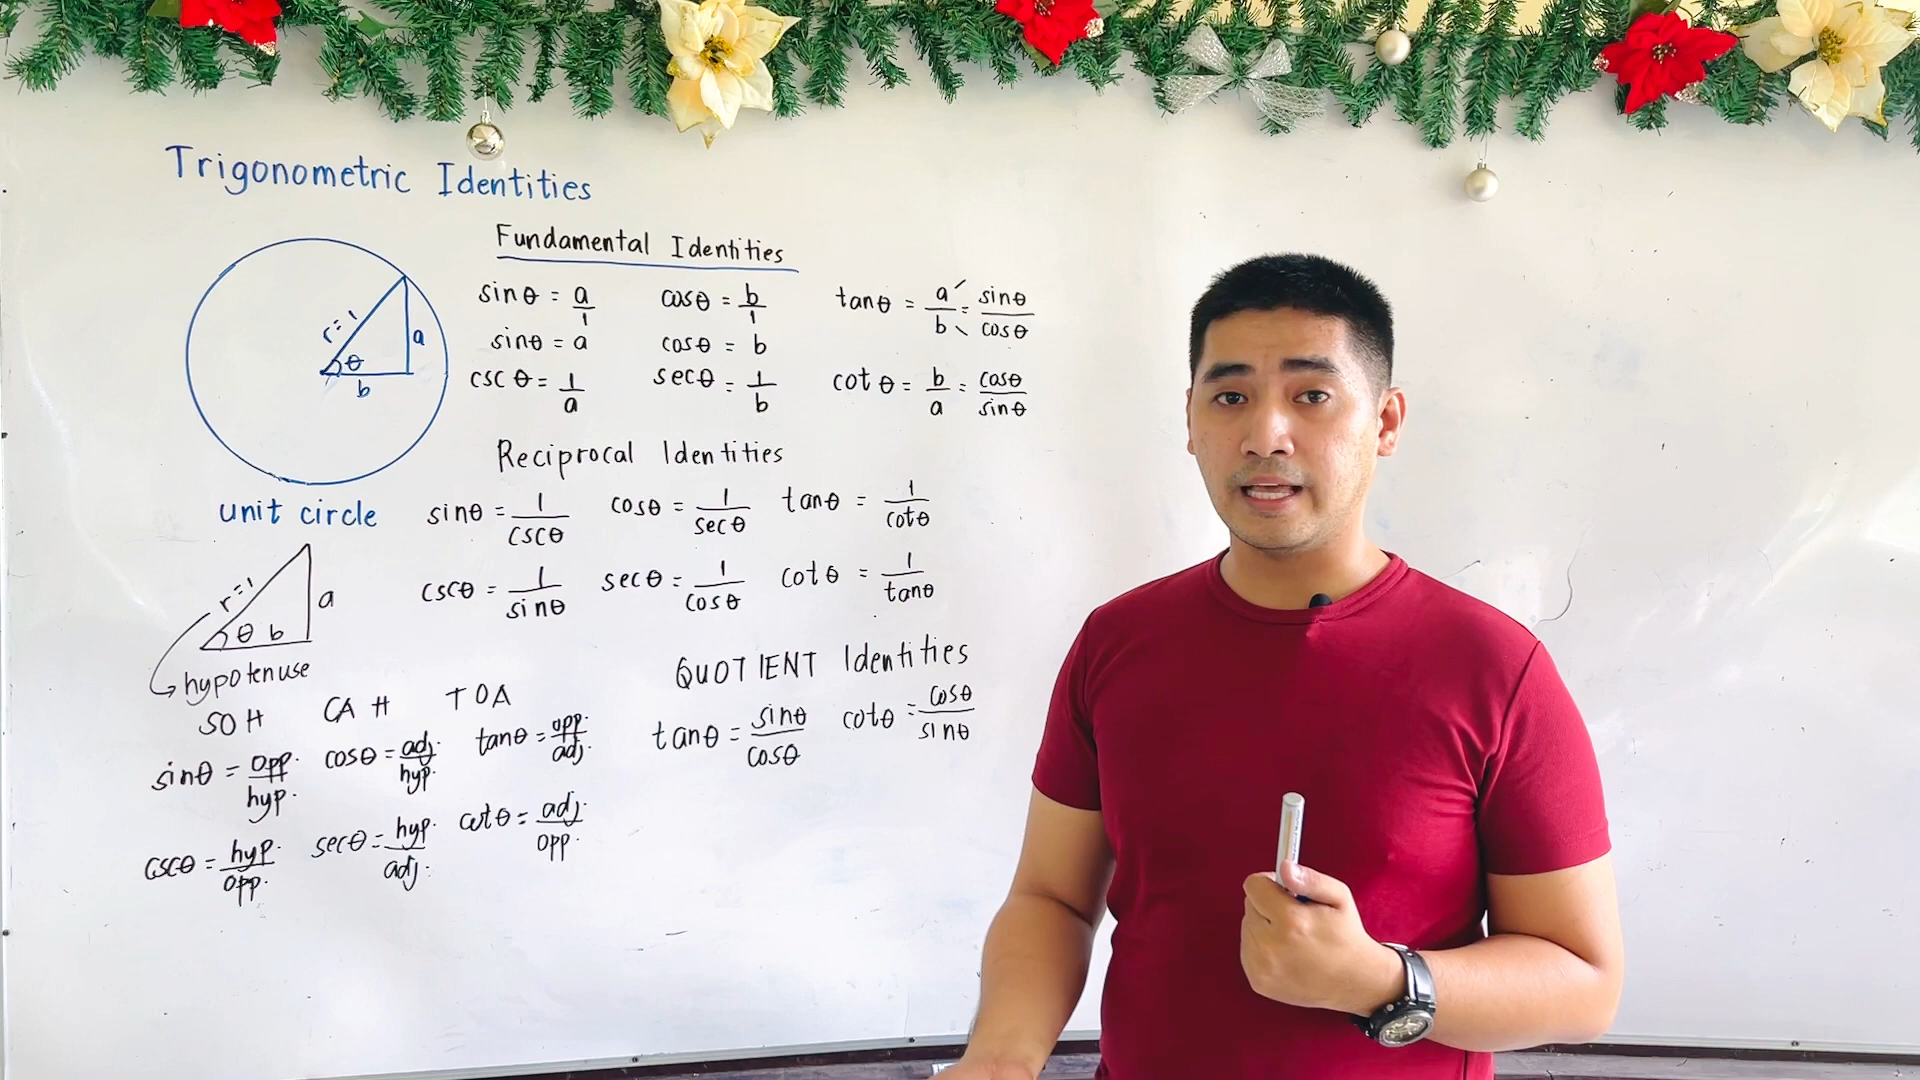 Trigonometric Identities
Fundamental Identities
sinθ = a/1 cosθ = b/1 tanθ = a/b = sinθ/cosθ
sinθ = a cosθ = b
cscθ = 1/a secθ = 1/b cotθ = b/a = cosθ/sinθ
r=1
θ
a
b
unit circle
Reciprocal Identities
sinθ = 1/cscθ cosθ = 1/secθ tanθ = 1/cotθ
cscθ = 1/sinθ secθ = 1/cosθ cotθ = 1/tanθ
r=1
θ b
a
hypotenuse
SOH CAH TOA
sinθ = opp./hyp. cosθ = adj./hyp. tanθ = opp./adj.
cscθ = hyp./opp. secθ = hyp./adj. cotθ = adj./opp.
QUOTIENT Identities
tanθ = sinθ/cosθ cotθ = cosθ/sinθ